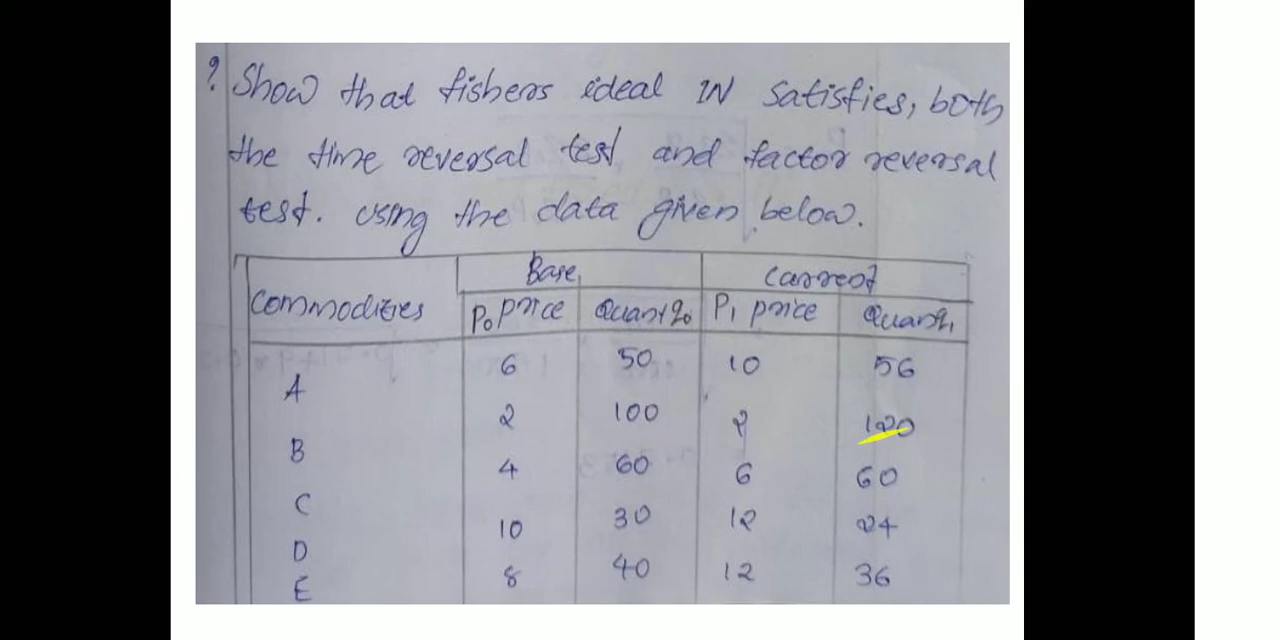 ? Show that fishers ideal IN satisfies, both
the time reversal test and factor reversal
test. using the data given below.
Base Current
Commodities P₀ price Quant q₀ P₁ price Quant q₁
A 6 50 10 56
B 2 100 2 120
C 4 60 6 60
D 10 30 12 24
E 8 40 12 36